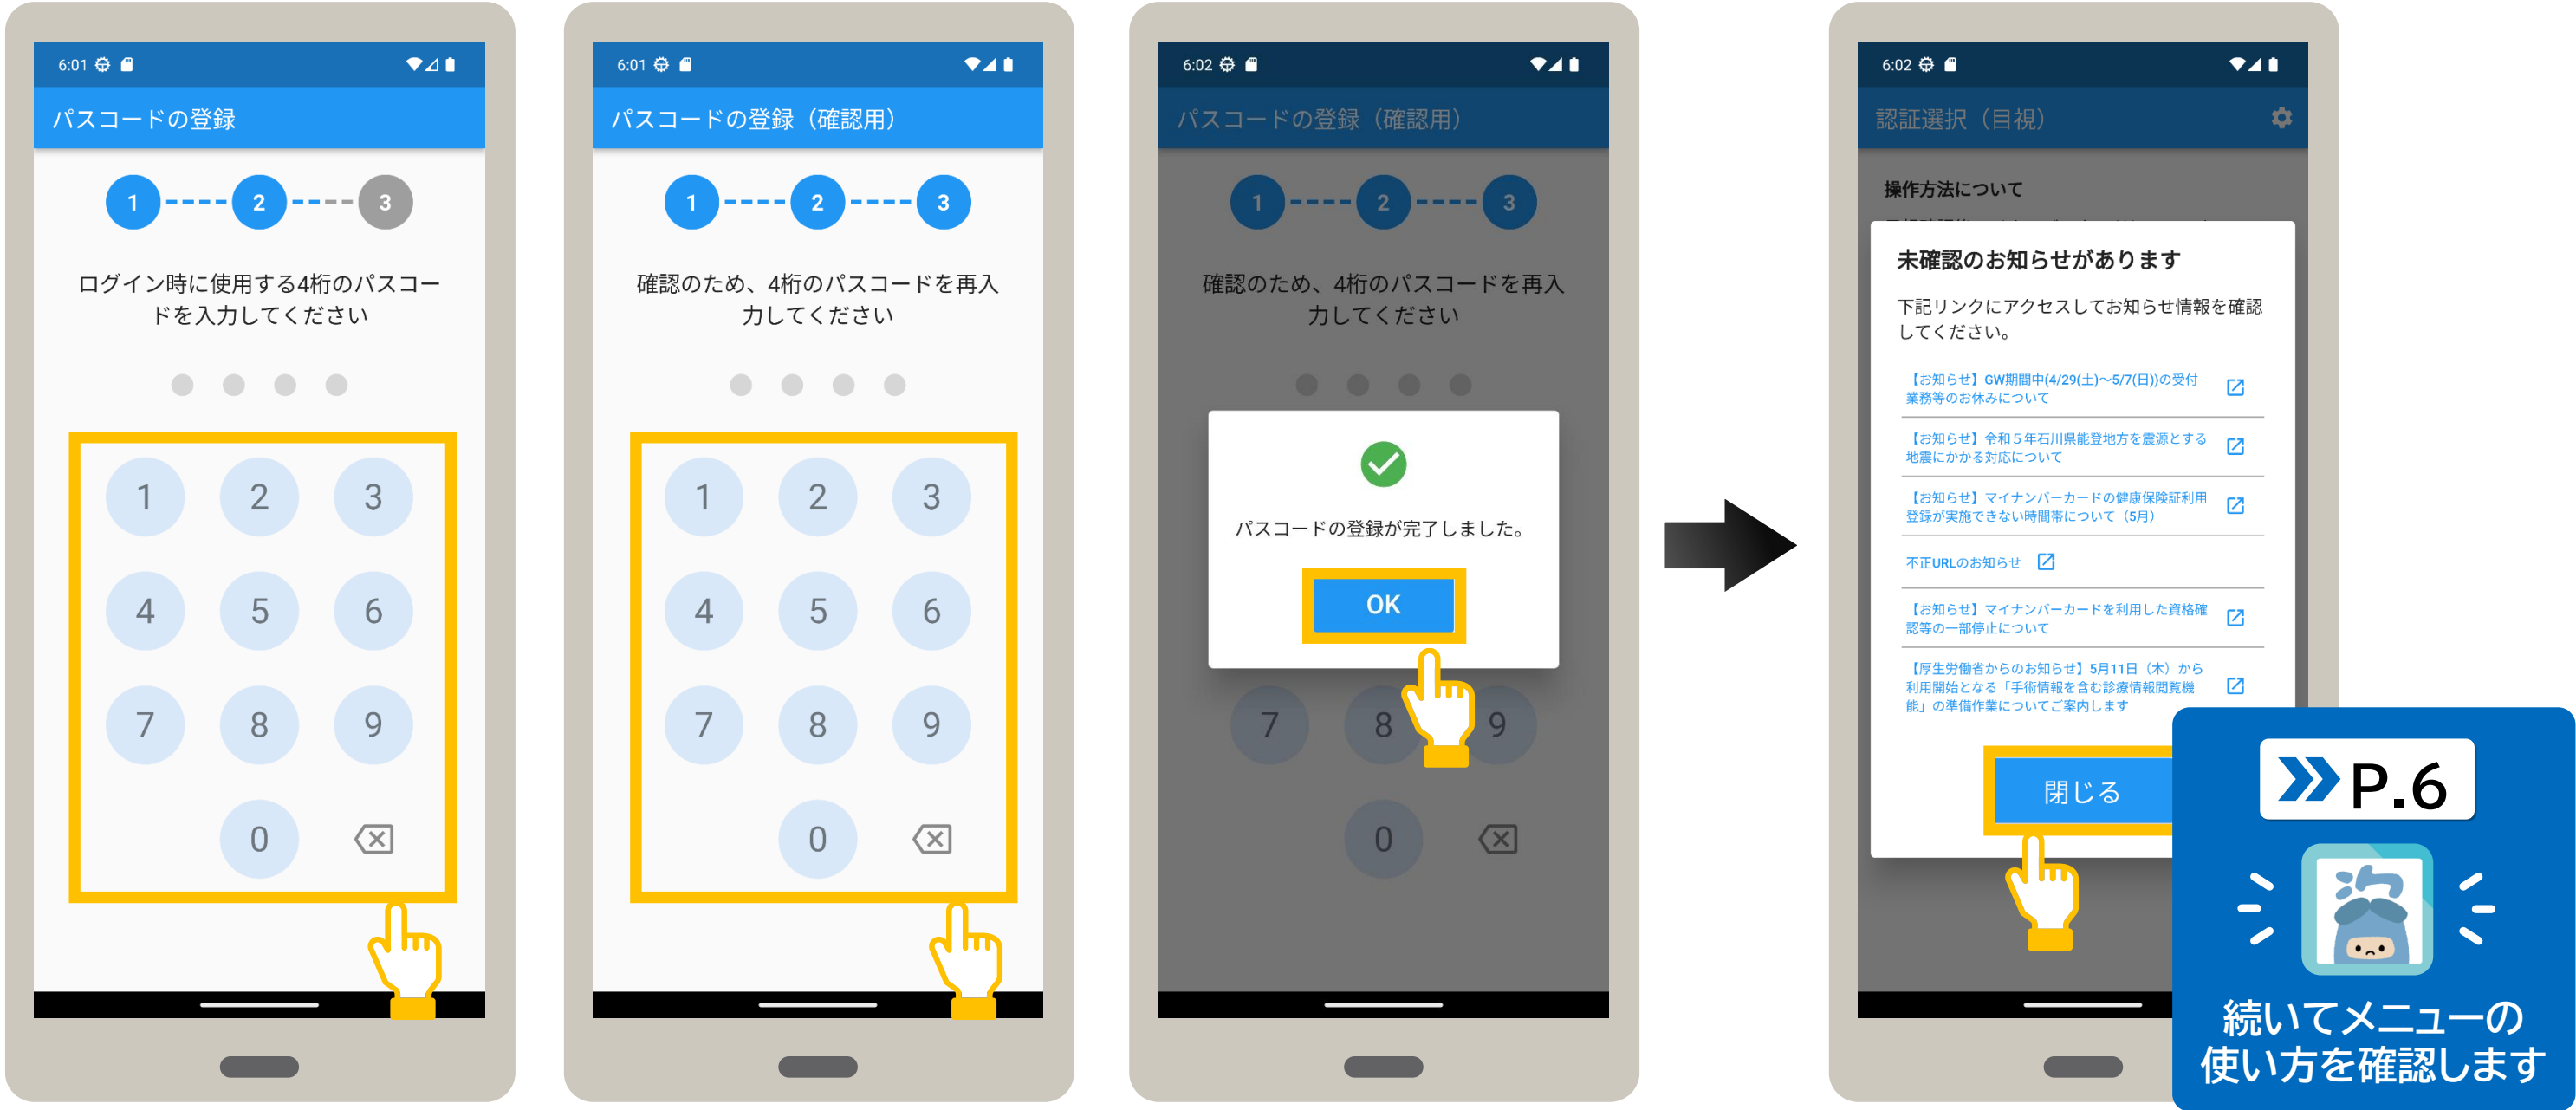 6:01
パスコードの登録
1
2
3
ログイン時に使用する4桁のパスコー
ドを入力してください
1 2 3
4 5 6
7 8 9
0
6:01
パスコードの登録（確認用）
1
2
3
確認のため、4桁のパスコードを再入
力してください
1 2 3
4 5 6
7 8 9
0
6:02
パスコードの登録（確認用）
1
2
3
確認のため、4桁のパスコードを再入
力してください
パスコードの登録が完了しました。
OK
7 8 9
0
6:02
認証選択（目視）
操作方法について
未確認のお知らせがあります
下記リンクにアクセスしてお知らせ情報を確認
してください。
【お知らせ】GW期間中(4/29(土)～5/7(日))の受付
業務等のお休みについて
【お知らせ】令和５年石川県能登地方を震源とする
地震にかかる対応について
【お知らせ】マイナンバーカードの健康保険証利用
登録が実施できない時間帯について（5月）
不正URLのお知らせ
【お知らせ】マイナンバーカードを利用した資格確
認等の一部停止について
【厚生労働省からのお知らせ】5月11日（木）から
利用開始となる「手術情報を含む診療情報閲覧機
能」の準備作業についてご案内します
閉じる
P.6
続いてメニューの
使い方を確認します